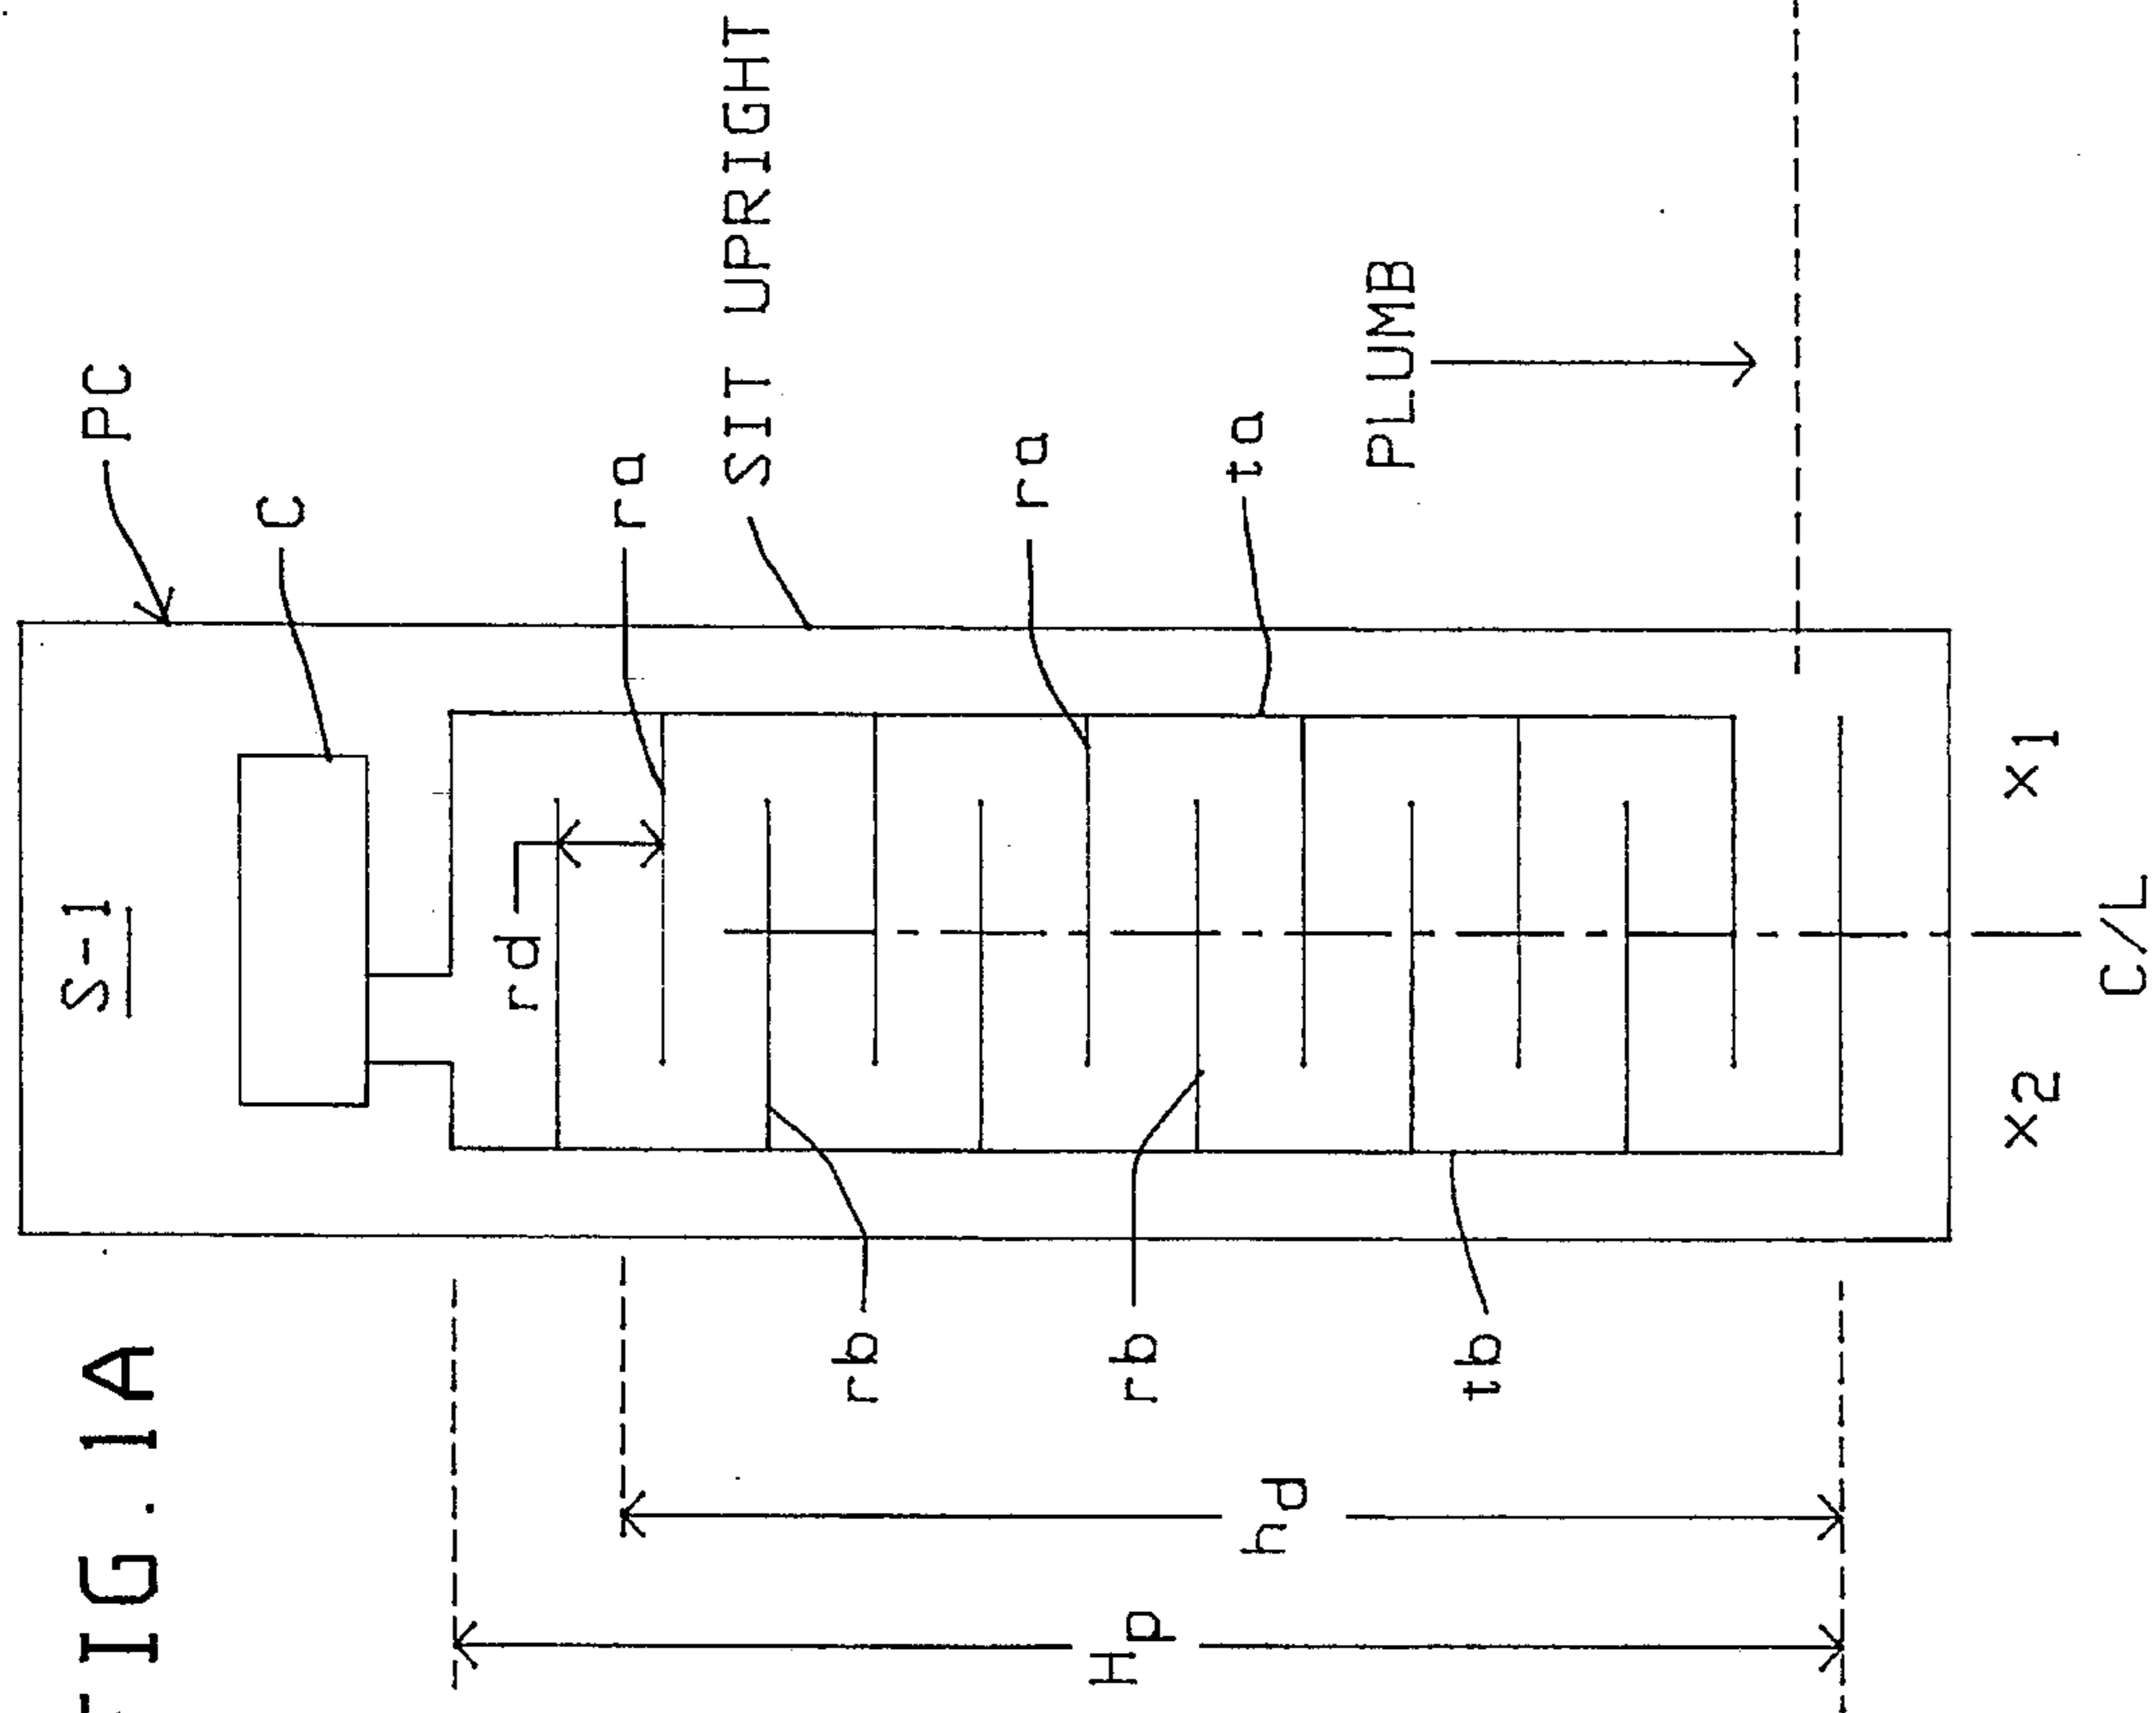 FIG. 1A
S-1
PC
C
rd
ra
SIT UPRIGHT
ra
ta
PLUMB
rb
rb
tb
hd
Hp
x2
x1
C/L